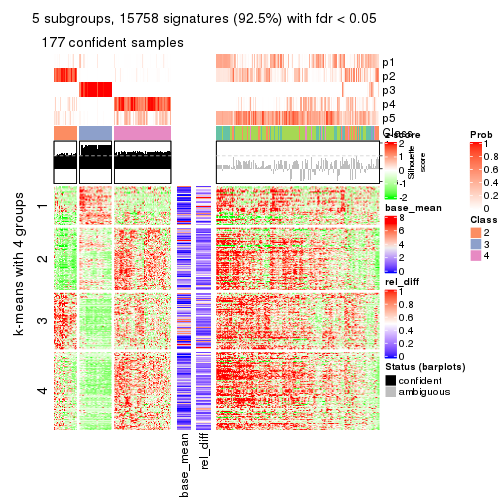 5 subgroups, 15758 signatures (92.5%) with fdr < 0.05
177 confident samples
p1
p2
p3
p4
p5
Class
z-score
2
1
0
-1
-2
Silhouette
score
Prob
1
0.8
0.6
0.4
0.2
0
Class
2
3
4
base_mean
8
6
4
2
0
rel_diff
1
0.8
0.6
0.4
0.2
0
Status (barplots)
confident
ambiguous
k-means with 4 groups
1
2
3
4
base_mean
rel_diff